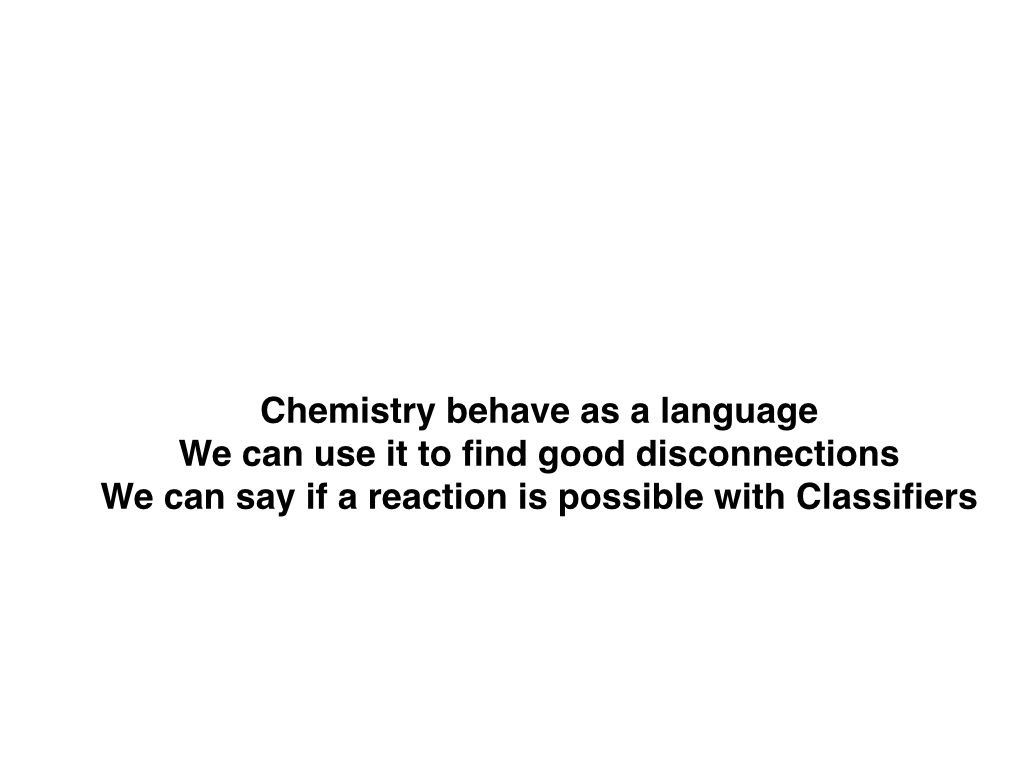 Chemistry behave as a language
We can use it to find good disconnections
We can say if a reaction is possible with Classifiers